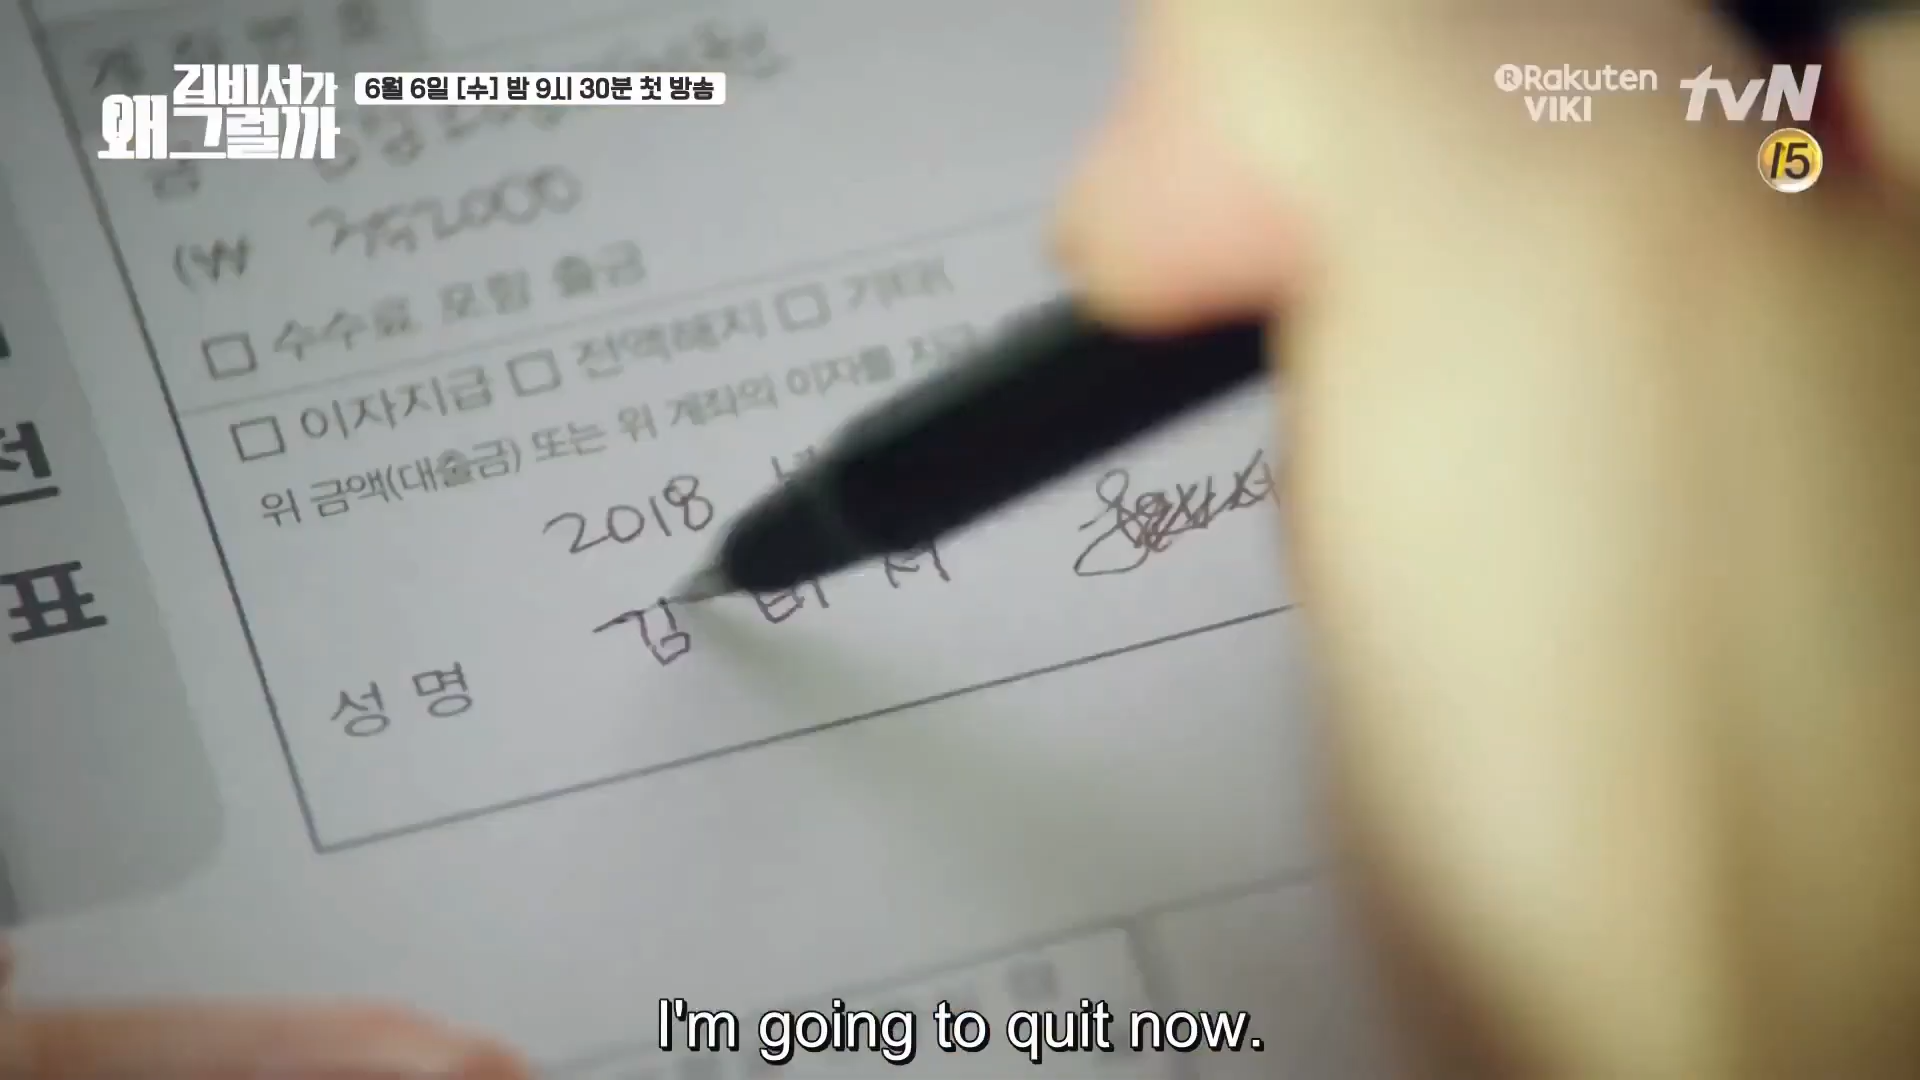 김비서가
왜 그럴까
6월 6일 [수] 밤 9시 30분 첫 방송
Rakuten
VIKI
tvN
15
(₩
□ 수수료 포함 출금
□ 이자지급 □ 전액해지 □ 기타(
위 금액(대출금) 또는 위 계좌의 이자를 지급
2018 년
김 비 서
성 명
표
I'm going to quit now.